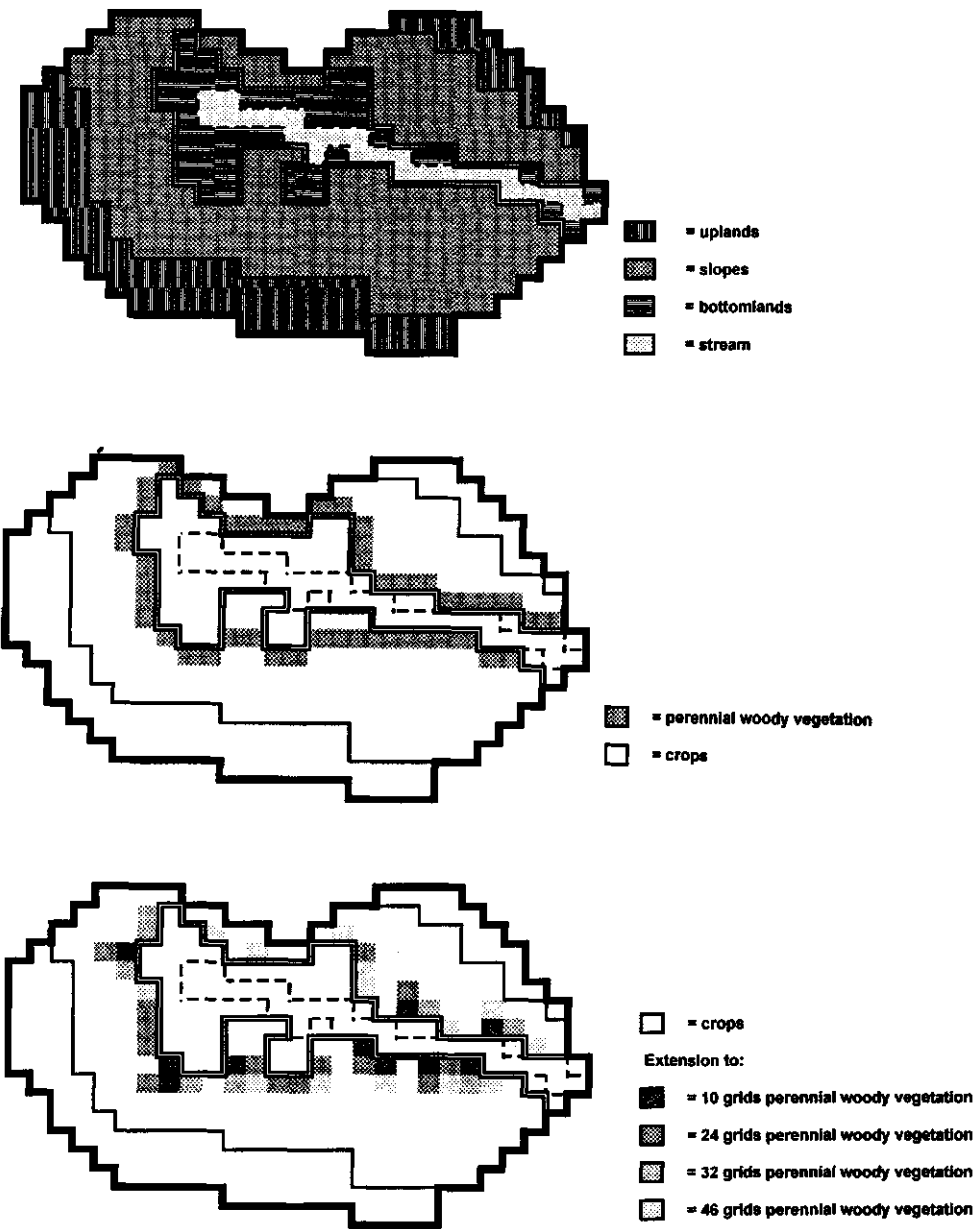 = uplands
= slopes
= bottomlands
= stream
= perennial woody vegetation
= crops
= crops
Extension to:
= 10 grids perennial woody vegetation
= 24 grids perennial woody vegetation
= 32 grids perennial woody vegetation
= 46 grids perennial woody vegetation